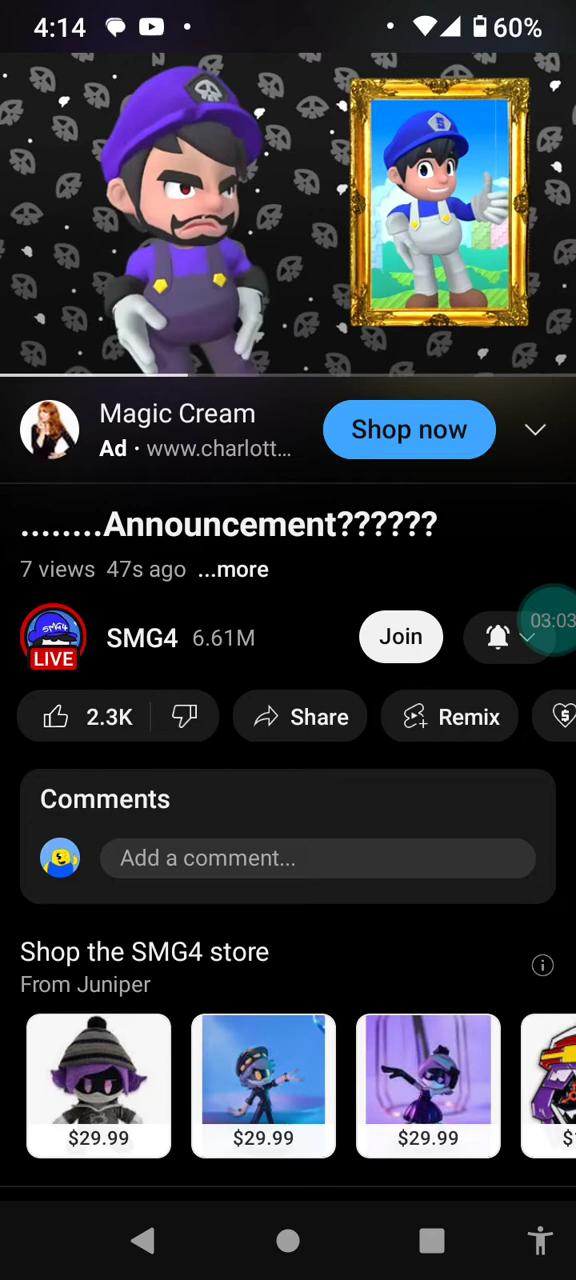 4:14
60%
Magic Cream
Shop now
Ad · www.charlott...
........Announcement??????
7 views 47s ago ...more
03:03
SMG4
LIVE
SMG4 6.61M
Join
2.3K
Share
Remix
Comments
Add a comment...
Shop the SMG4 store
From Juniper
$29.99
$29.99
$29.99
$1